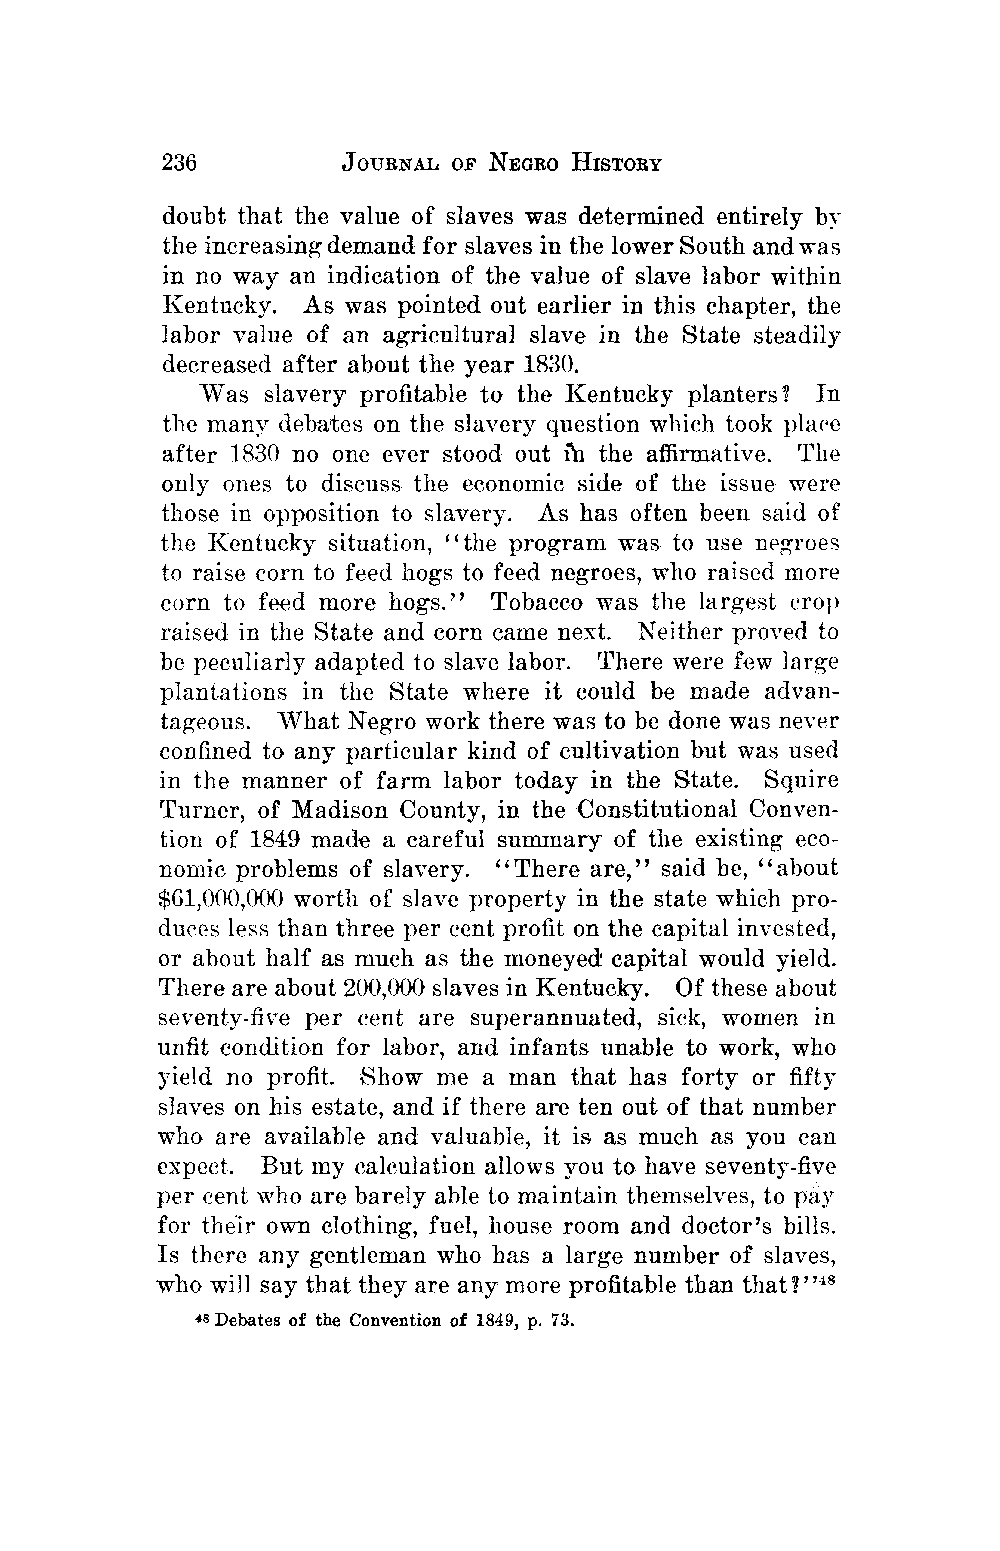 236 JOURNAL OF NEGRO HISTORY
doubt that the value of slaves was determined entirely by
the increasing demand for slaves in the lower South and was
in no way an indication of the value of slave labor within
Kentucky. As was pointed out earlier in this chapter, the
labor value of an agricultural slave in the State steadily
decreased after about the year 1830.
Was slavery profitable to the Kentucky planters? In
the many debates on the slavery question which took place
after 1830 no one ever stood out in the affirmative. The
only ones to discuss the economic side of the issue were
those in opposition to slavery. As has often been said of
the Kentucky situation, "the program was to use negroes
to raise corn to feed hogs to feed negroes, who raised more
corn to feed more hogs." Tobacco was the largest crop
raised in the State and corn came next. Neither proved to
be peculiarly adapted to slave labor. There were few large
plantations in the State where it could be made advan-
tageous. What Negro work there was to be done was never
confined to any particular kind of cultivation but was used
in the manner of farm labor today in the State. Squire
Turner, of Madison County, in the Constitutional Conven-
tion of 1849 made a careful summary of the existing eco-
nomic problems of slavery. "There are," said he, "about
$61,000,000 worth of slave property in the state which pro-
duces less than three per cent profit on the capital invested,
or about half as much as the moneyed capital would yield.
There are about 200,000 slaves in Kentucky. Of these about
seventy-five per cent are superannuated, sick, women in
unfit condition for labor, and infants unable to work, who
yield no profit. Show me a man that has forty or fifty
slaves on his estate, and if there are ten out of that number
who are available and valuable, it is as much as you can
expect. But my calculation allows you to have seventy-five
per cent who are barely able to maintain themselves, to pay
for their own clothing, fuel, house room and doctor's bills.
Is there any gentleman who has a large number of slaves,
who will say that they are any more profitable than that?"48
48 Debates of the Convention of 1849, p. 73.